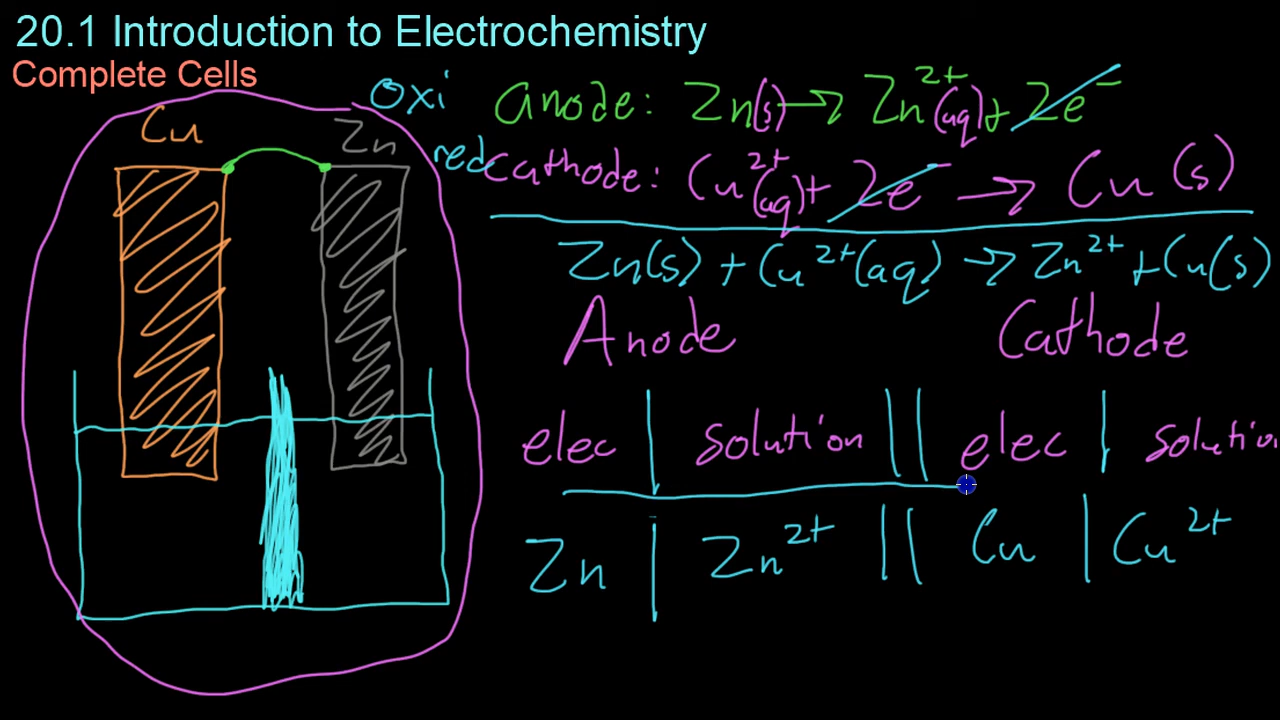 20.1 Introduction to Electrochemistry
Complete Cells
Cu
Zn
oxi anode: Zn(s) → Zn²⁺(aq) + 2e⁻
red cathode: Cu²⁺(aq) + 2e⁻ → Cu(s)
Zn(s) + Cu²⁺(aq) → Zn²⁺ + Cu(s)
Anode Cathode
elec | solution || elec | solution
Zn | Zn²⁺ || Cu | Cu²⁺